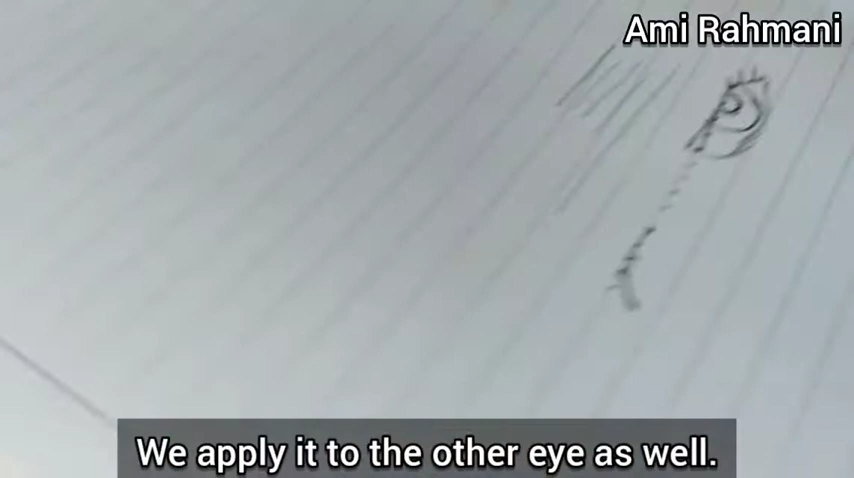 Ami Rahmani
We apply it to the other eye as well.